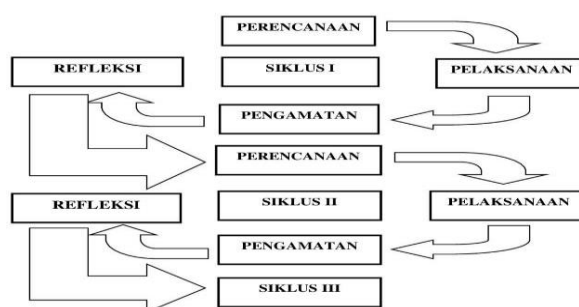 PERENCANAAN
REFLEKSI
SIKLUS I
PELAKSANAAN
PENGAMATAN
PERENCANAAN
REFLEKSI
SIKLUS II
PELAKSANAAN
PENGAMATAN
SIKLUS III